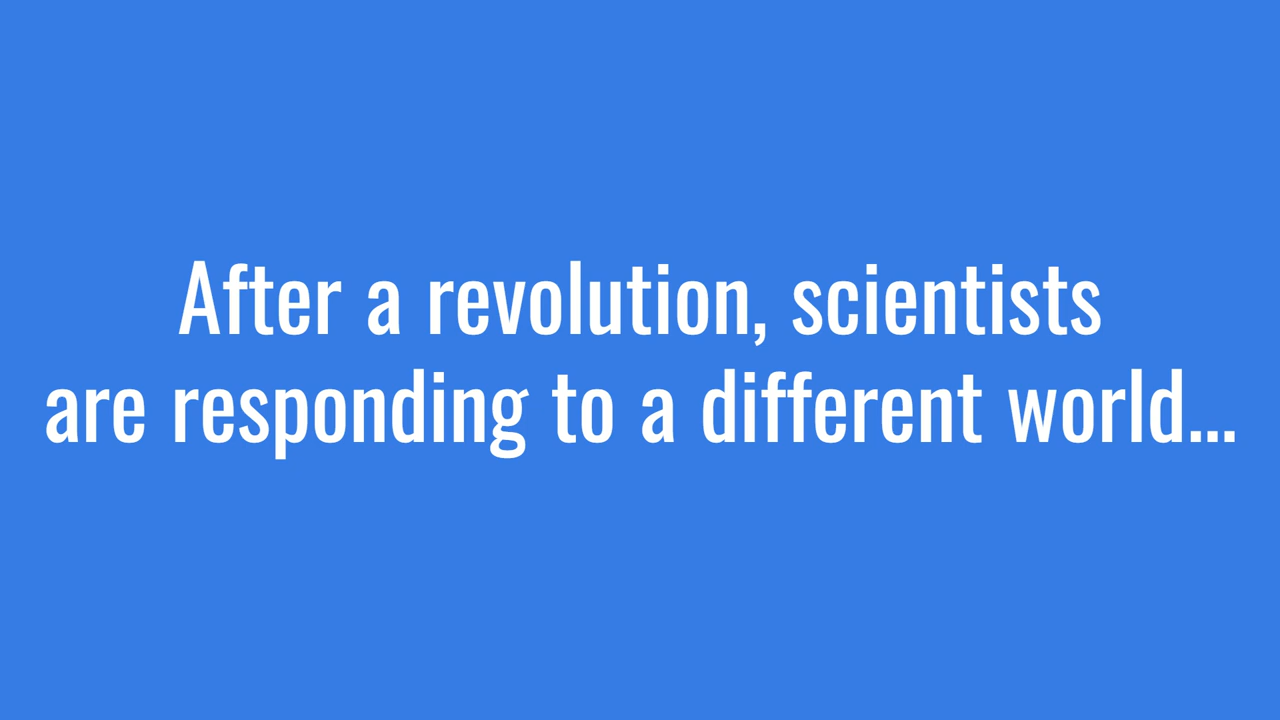 After a revolution, scientists
are responding to a different world...